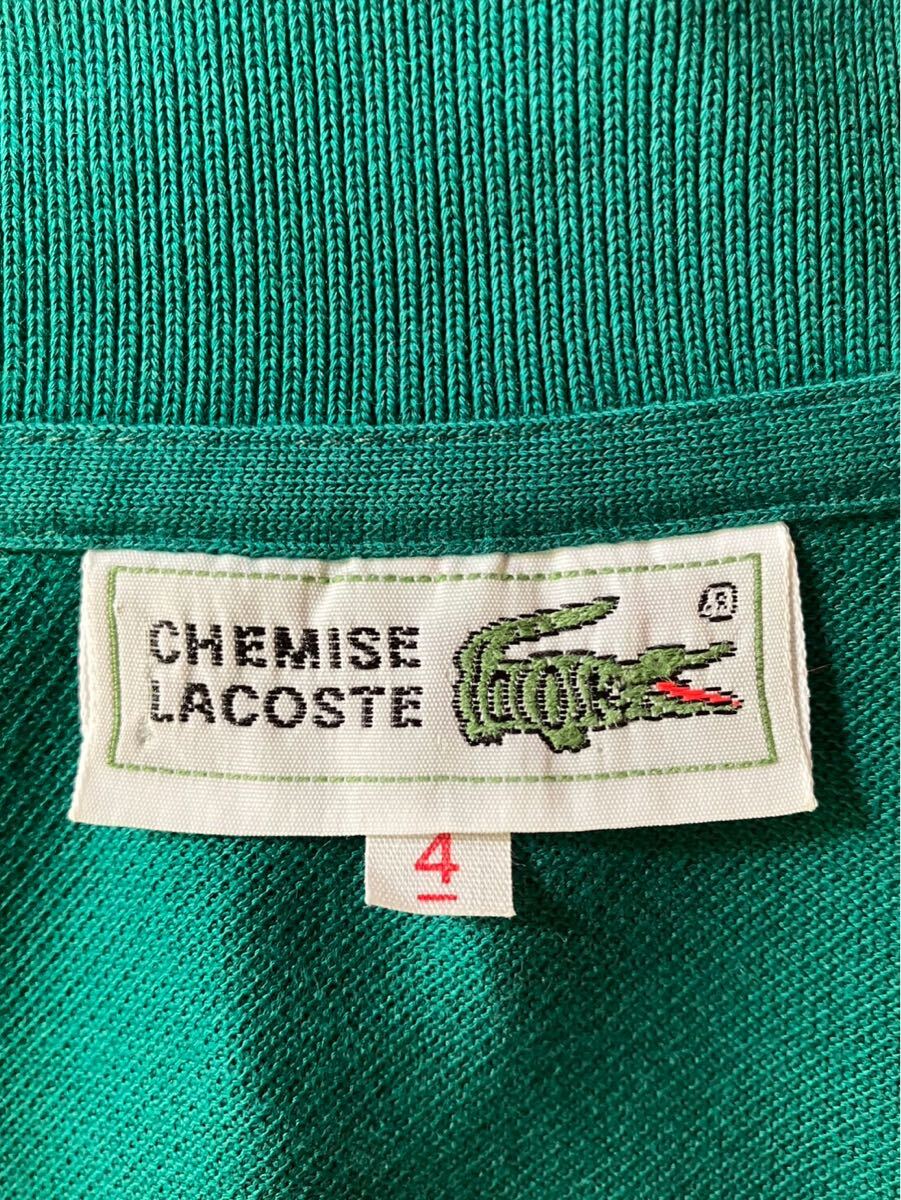 CHEMISE
LACOSTE
®
4